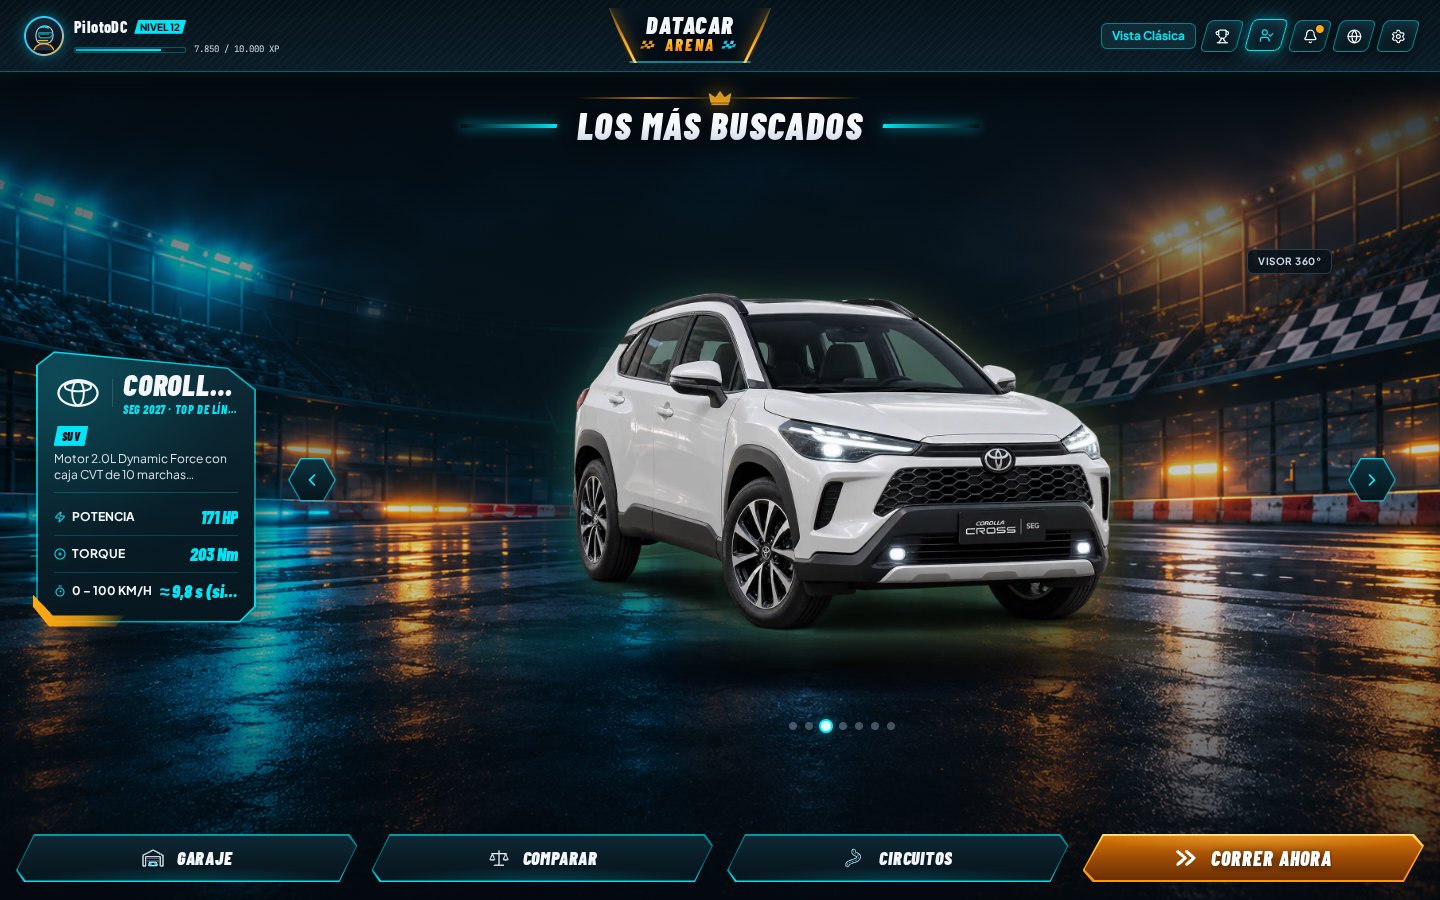 PilotoDC NIVEL 12
7.850 / 10.000 XP
DATACAR
ARENA
Vista Clásica
LOS MÁS BUSCADOS
VISOR 360°
COROLL...
SEG 2027 · TOP DE LÍN...
SUV
Motor 2.0L Dynamic Force con
caja CVT de 10 marchas...
POTENCIA 171 HP
TORQUE 203 Nm
0 – 100 KM/H ≈ 9,8 s (si...
COROLLA
CROSS SEG
GARAJE
COMPARAR
CIRCUITOS
CORRER AHORA